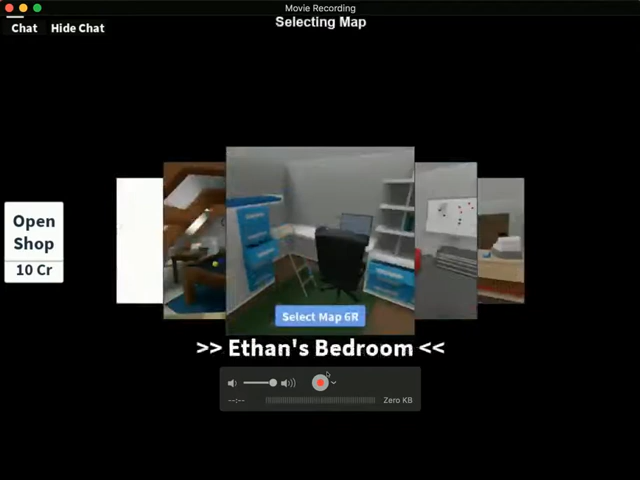 Movie Recording
Selecting Map
Chat Hide Chat
Open
Shop
10 Cr
Select Map 6R
>> Ethan's Bedroom <<
--:-- Zero KB